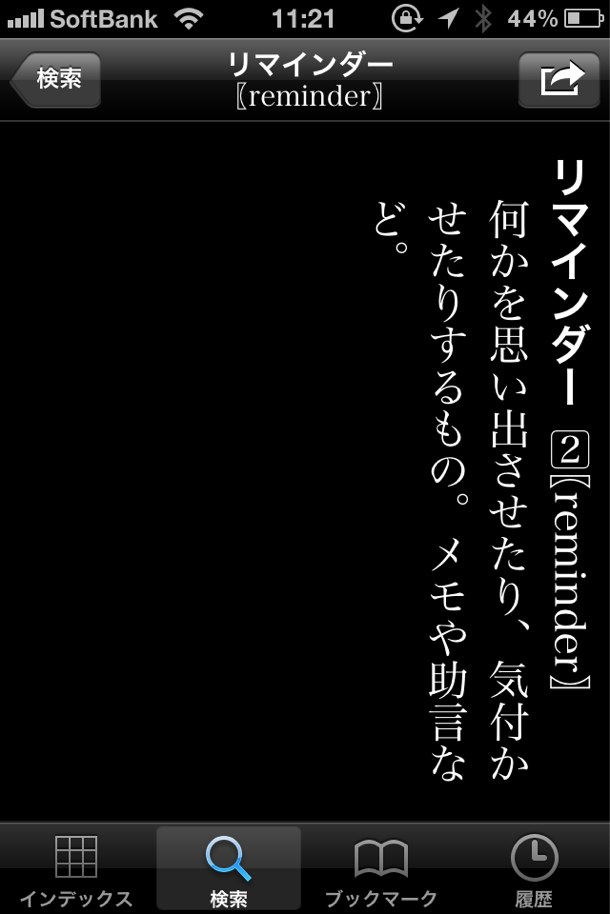 SoftBank 11:21 44%
検索
リマインダー
〖reminder〗
リマインダー 2〖reminder〗
何かを思い出させたり、気付か
せたりするもの。メモや助言な
ど。
インデックス 検索 ブックマーク 履歴